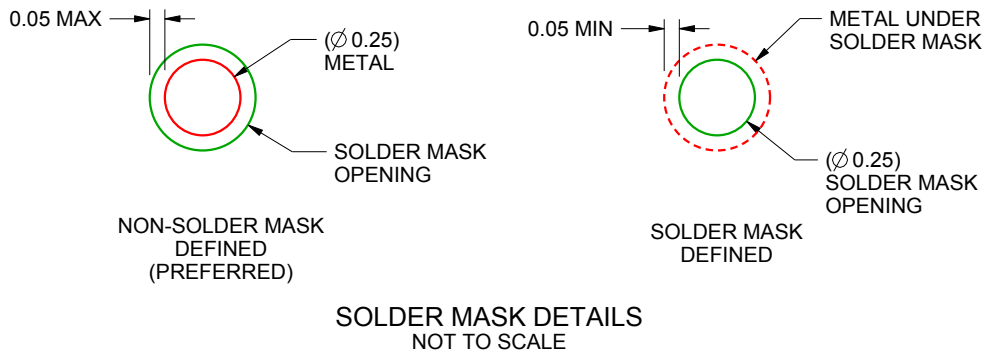 0.05 MAX
(Ø 0.25)
METAL
SOLDER MASK
OPENING
NON-SOLDER MASK
DEFINED
(PREFERRED)
0.05 MIN
METAL UNDER
SOLDER MASK
(Ø 0.25)
SOLDER MASK
OPENING
SOLDER MASK
DEFINED
SOLDER MASK DETAILS
NOT TO SCALE